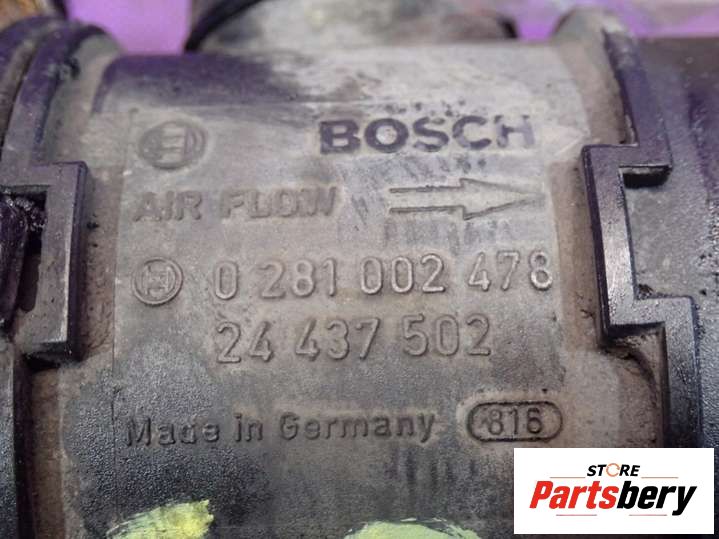 BOSCH
AIR FLOW
0 281 002 478
24 437 502
Made in Germany 816
STORE
Partsbery